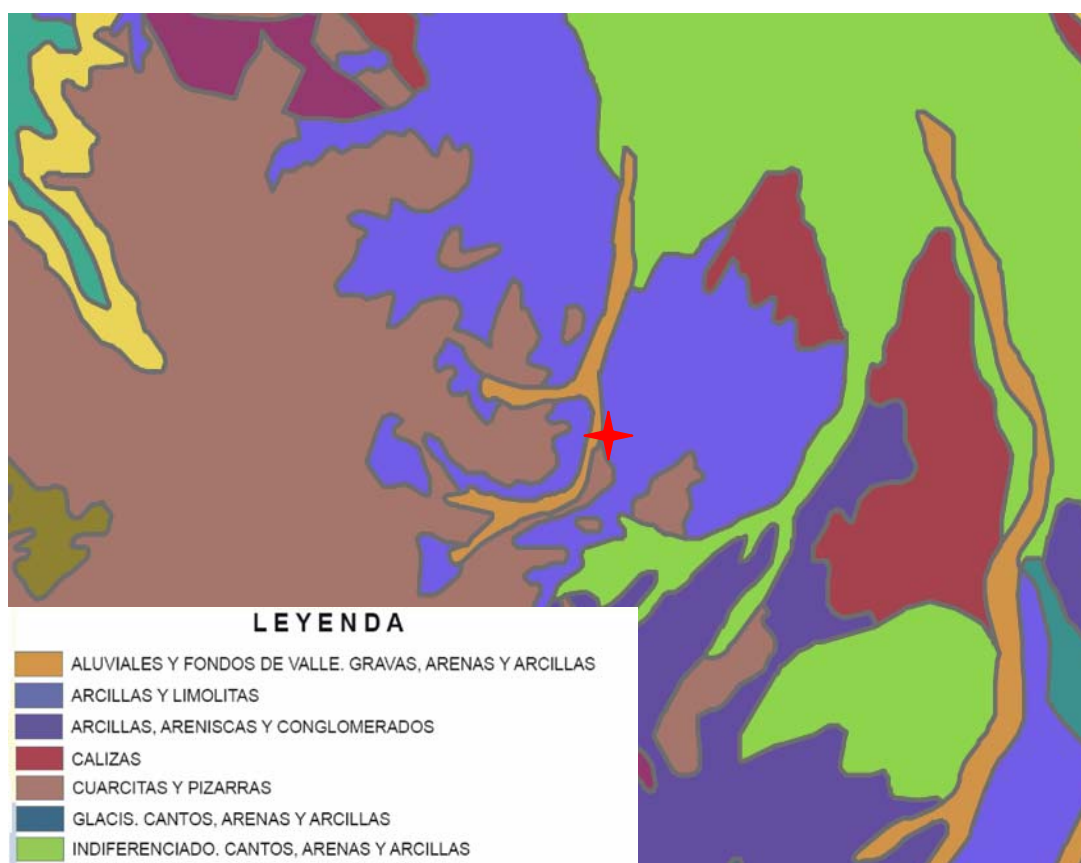 LEYENDA
ALUVIALES Y FONDOS DE VALLE. GRAVAS, ARENAS Y ARCILLAS
ARCILLAS Y LIMOLITAS
ARCILLAS, ARENISCAS Y CONGLOMERADOS
CALIZAS
CUARCITAS Y PIZARRAS
GLACIS. CANTOS, ARENAS Y ARCILLAS
INDIFERENCIADO. CANTOS, ARENAS Y ARCILLAS